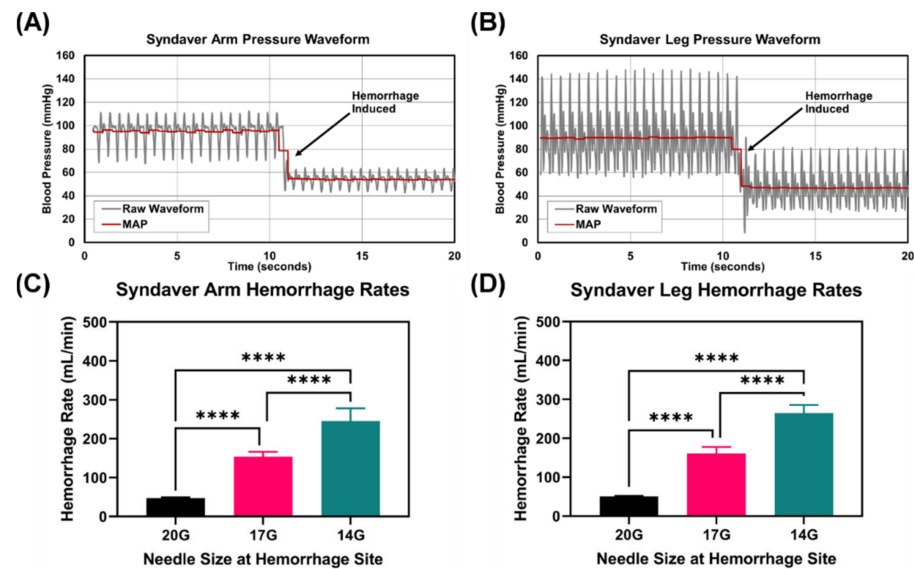 (A)
Syndaver Arm Pressure Waveform
Blood Pressure (mmHg)
160
140
120
100
80
60
40
20
0
Hemorrhage
Induced
Raw Waveform
MAP
0 5 10 15 20
Time (seconds)
(B)
Syndaver Leg Pressure Waveform
Blood Pressure (mmHg)
160
140
120
100
80
60
40
20
0
Hemorrhage
Induced
Raw Waveform
MAP
0 5 10 15 20
Time (seconds)
(C)
Syndaver Arm Hemorrhage Rates
Hemorrhage Rate (mL/min)
500
400
300
200
100
0
****
****
****
20G 17G 14G
Needle Size at Hemorrhage Site
(D)
Syndaver Leg Hemorrhage Rates
Hemorrhage Rate (mL/min)
500
400
300
200
100
0
****
****
****
20G 17G 14G
Needle Size at Hemorrhage Site